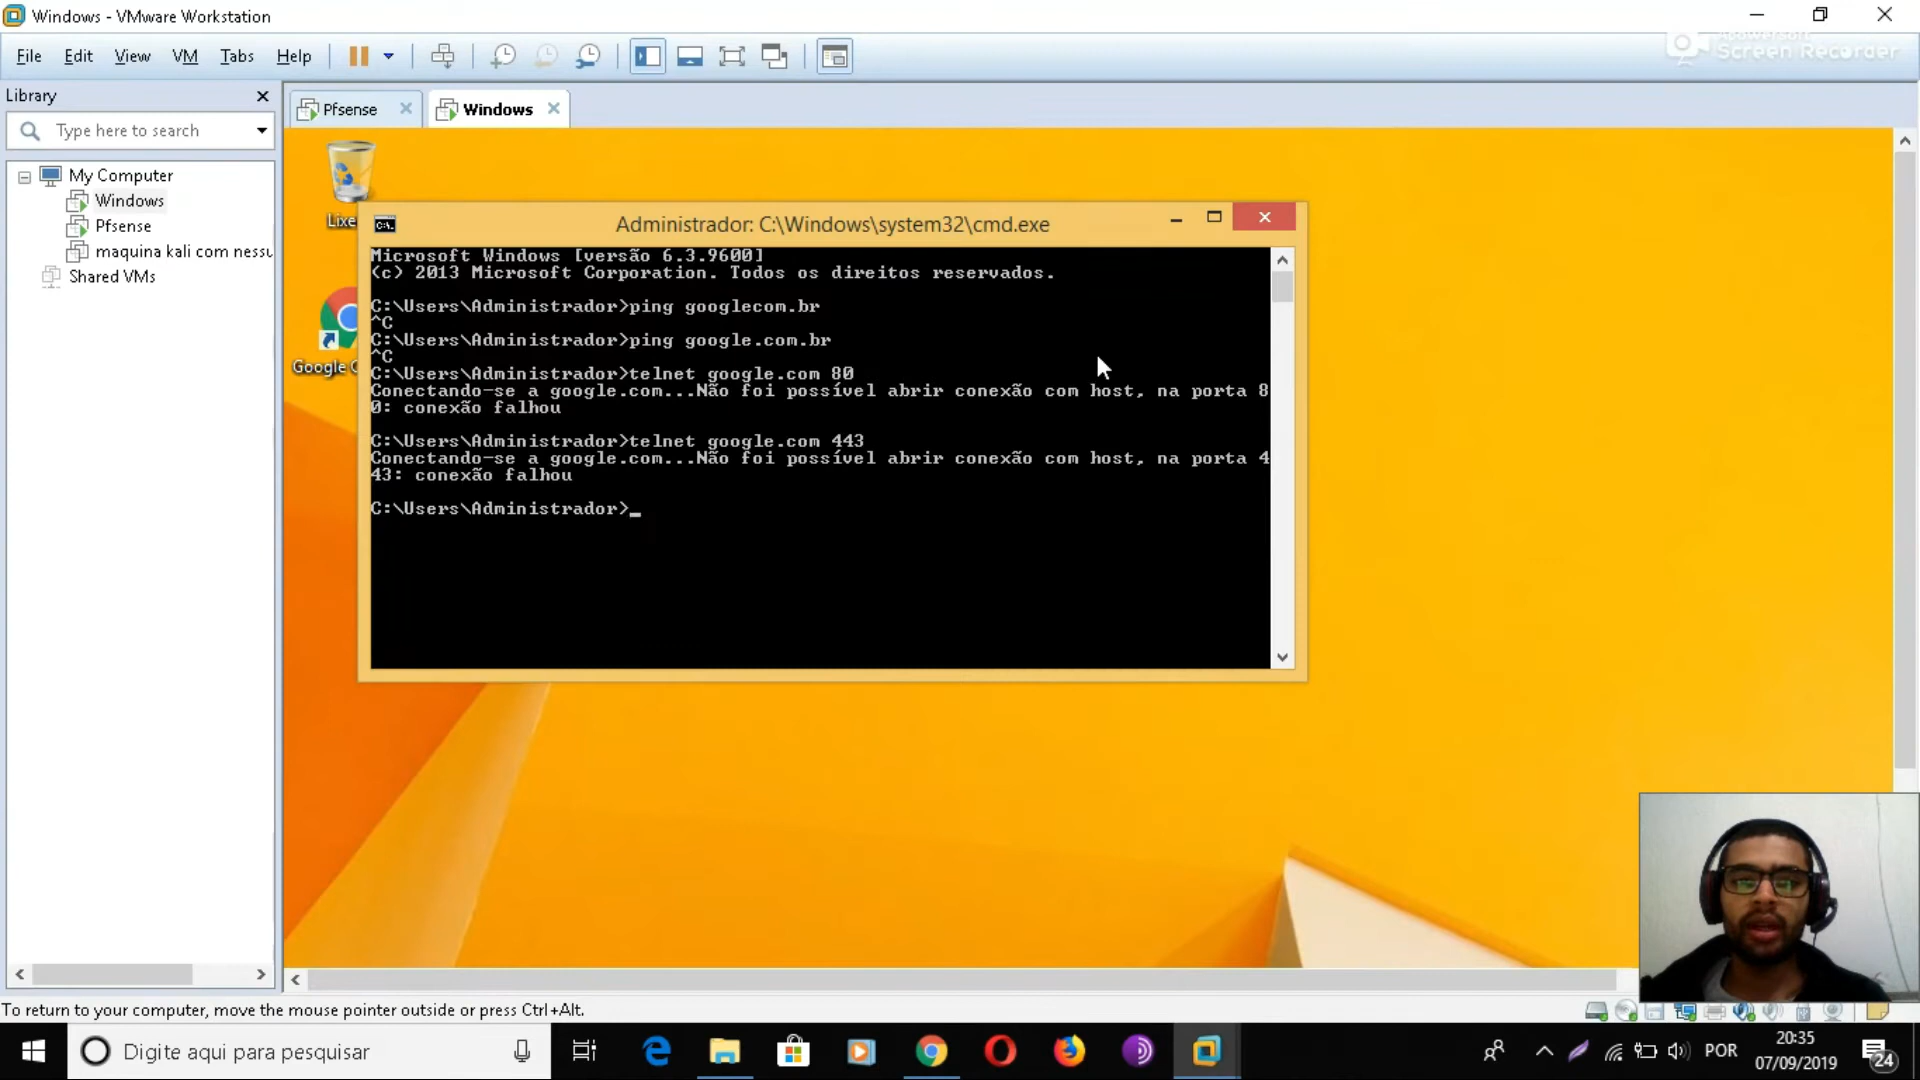 Windows - VMware Workstation
File Edit View VM Tabs Help
Apowersoft
Screen Recorder
Library
Type here to search
My Computer
Windows
Pfsense
maquina kali com nessu
Shared VMs
Pfsense
Windows
Lixe
Google C
Administrador: C:\Windows\system32\cmd.exe
Microsoft Windows [versão 6.3.9600]
(c) 2013 Microsoft Corporation. Todos os direitos reservados.
C:\Users\Administrador>ping googlecom.br
^C
C:\Users\Administrador>ping google.com.br
^C
C:\Users\Administrador>telnet google.com 80
Conectando-se a google.com...Não foi possível abrir conexão com host, na porta 8
0: conexão falhou
C:\Users\Administrador>telnet google.com 443
Conectando-se a google.com...Não foi possível abrir conexão com host, na porta 4
43: conexão falhou
C:\Users\Administrador>_
To return to your computer, move the mouse pointer outside or press Ctrl+Alt.
Digite aqui para pesquisar
POR
20:35
07/09/2019
24